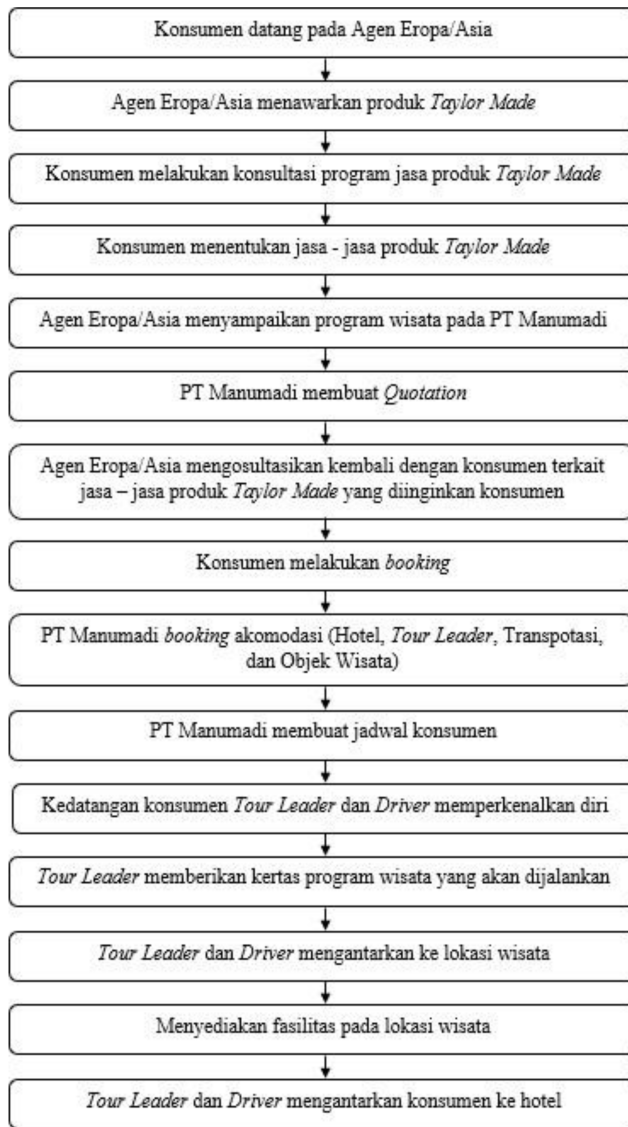 Konsumen datang pada Agen Eropa/Asia
Agen Eropa/Asia menawarkan produk Taylor Made
Konsumen melakukan konsultasi program jasa produk Taylor Made
Konsumen menentukan jasa - jasa produk Taylor Made
Agen Eropa/Asia menyampaikan program wisata pada PT Manumadi
PT Manumadi membuat Quotation
Agen Eropa/Asia mengosultasikan kembali dengan konsumen terkait
jasa – jasa produk Taylor Made yang diinginkan konsumen
Konsumen melakukan booking
PT Manumadi booking akomodasi (Hotel, Tour Leader, Transpotasi,
dan Objek Wisata)
PT Manumadi membuat jadwal konsumen
Kedatangan konsumen Tour Leader dan Driver memperkenalkan diri
Tour Leader memberikan kertas program wisata yang akan dijalankan
Tour Leader dan Driver mengantarkan ke lokasi wisata
Menyediakan fasilitas pada lokasi wisata
Tour Leader dan Driver mengantarkan konsumen ke hotel